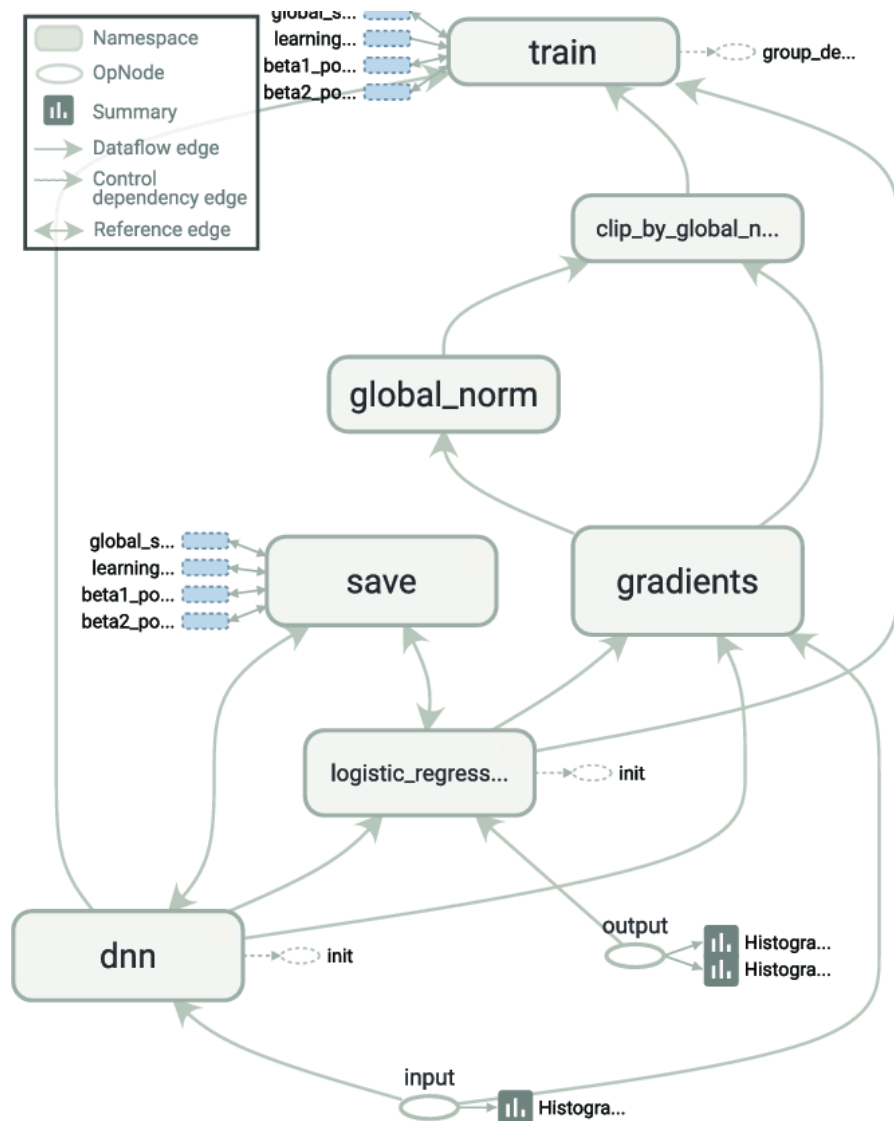 global_s...
learning...
beta1_po...
beta2_po...
train
group_de...
Namespace
OpNode
Summary
Dataflow edge
Control
dependency edge
Reference edge
clip_by_global_n...
global_norm
global_s...
learning...
beta1_po...
beta2_po...
save
gradients
logistic_regress...
init
dnn
init
output
Histogra...
Histogra...
input
Histogra...